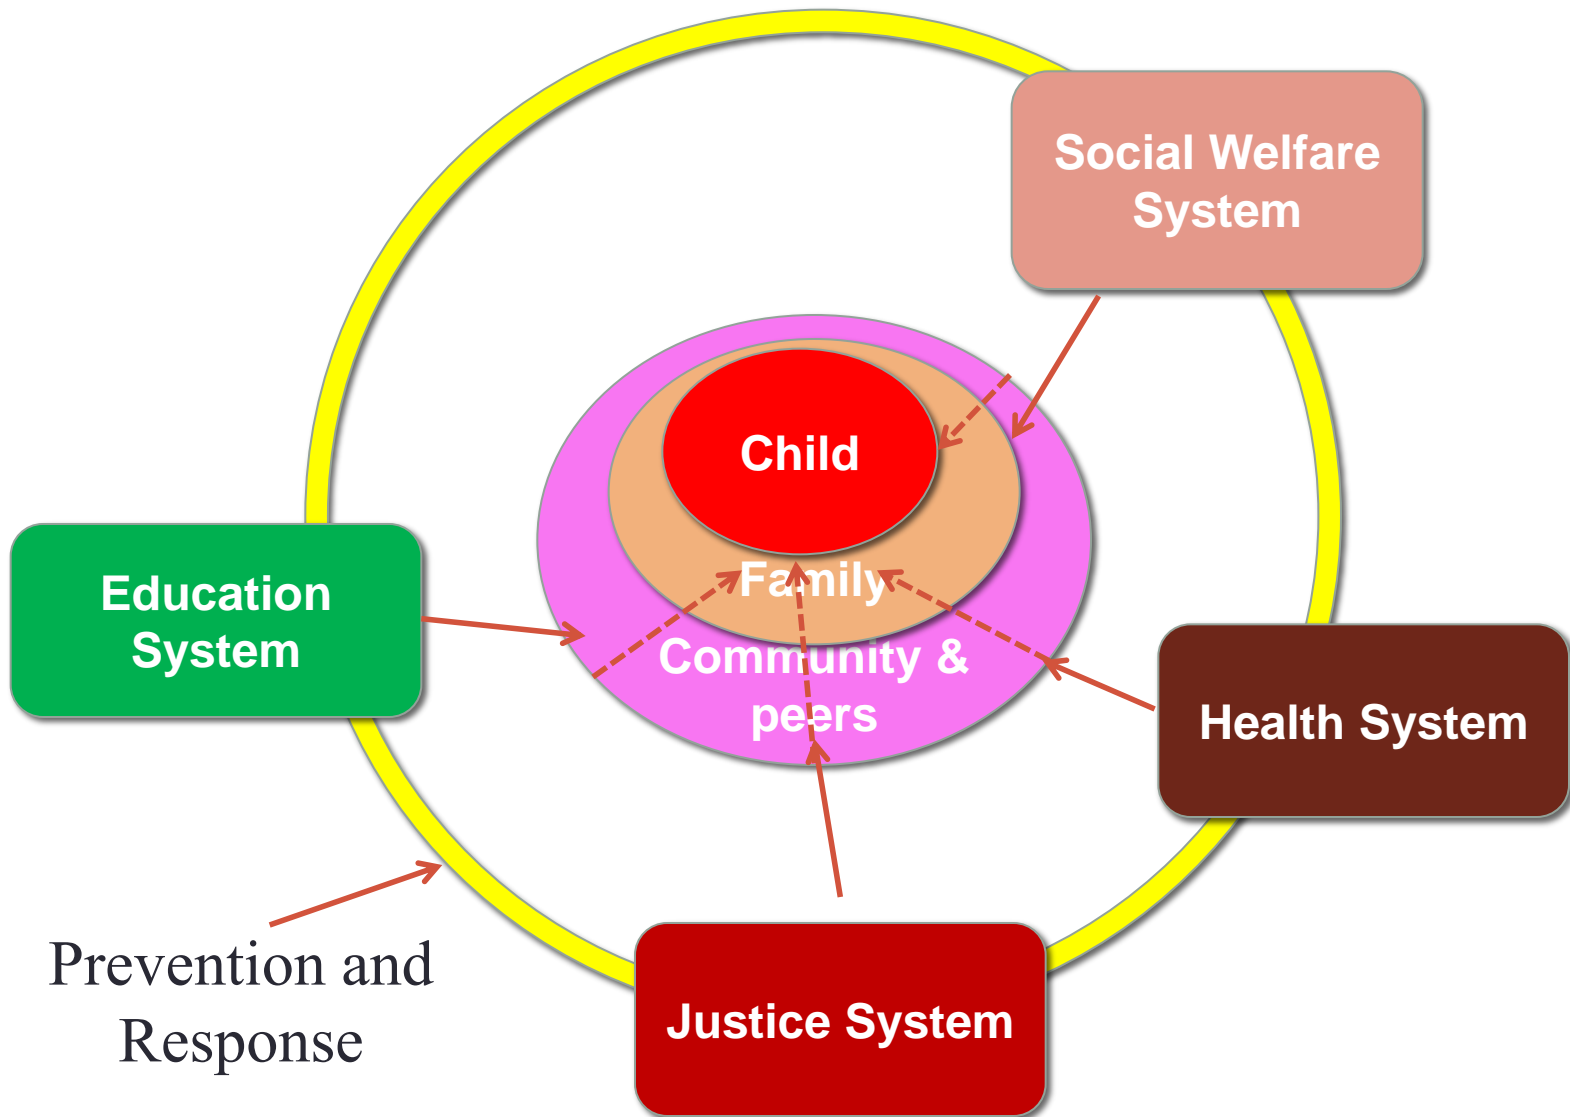 Social Welfare
System
Child
Family
Education
System
Community &
peers
Health System
Prevention and
Response
Justice System